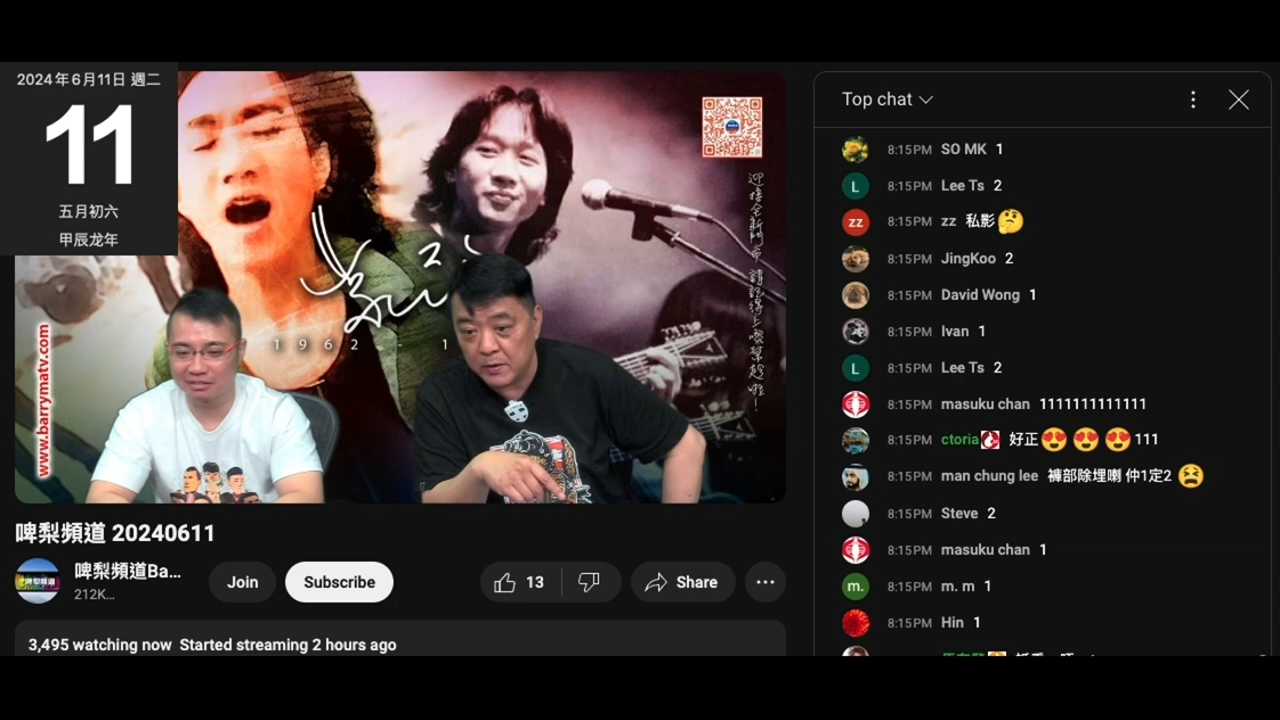 2024年6月11日 週二
11
五月初六
甲辰龙年
www.barrymatv.com
1 9 6 2 - 1
啤梨頻道 20240611
啤梨頻道Ba...
212K...
Join
Subscribe
13
Share
3,495 watching now Started streaming 2 hours ago
Top chat
8:15PM SO MK 1
L 8:15PM Lee Ts 2
zz 8:15PM zz 私影🤔
8:15PM JingKoo 2
8:15PM David Wong 1
8:15PM Ivan 1
L 8:15PM Lee Ts 2
8:15PM masuku chan 1111111111111
8:15PM ctoria 好正😍😍😍111
8:15PM man chung lee 褲部除埋喇 仲1定2 😫
8:15PM Steve 2
8:15PM masuku chan 1
m. 8:15PM m. m 1
8:15PM Hin 1